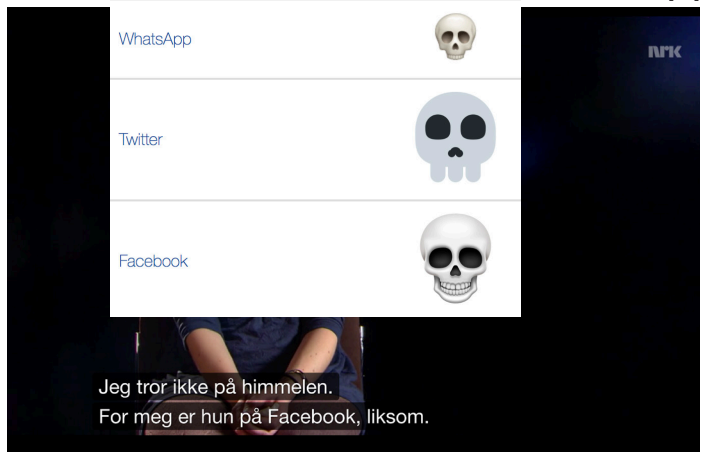 WhatsApp
NRK
Twitter
Facebook
Jeg tror ikke på himmelen.
For meg er hun på Facebook, liksom.